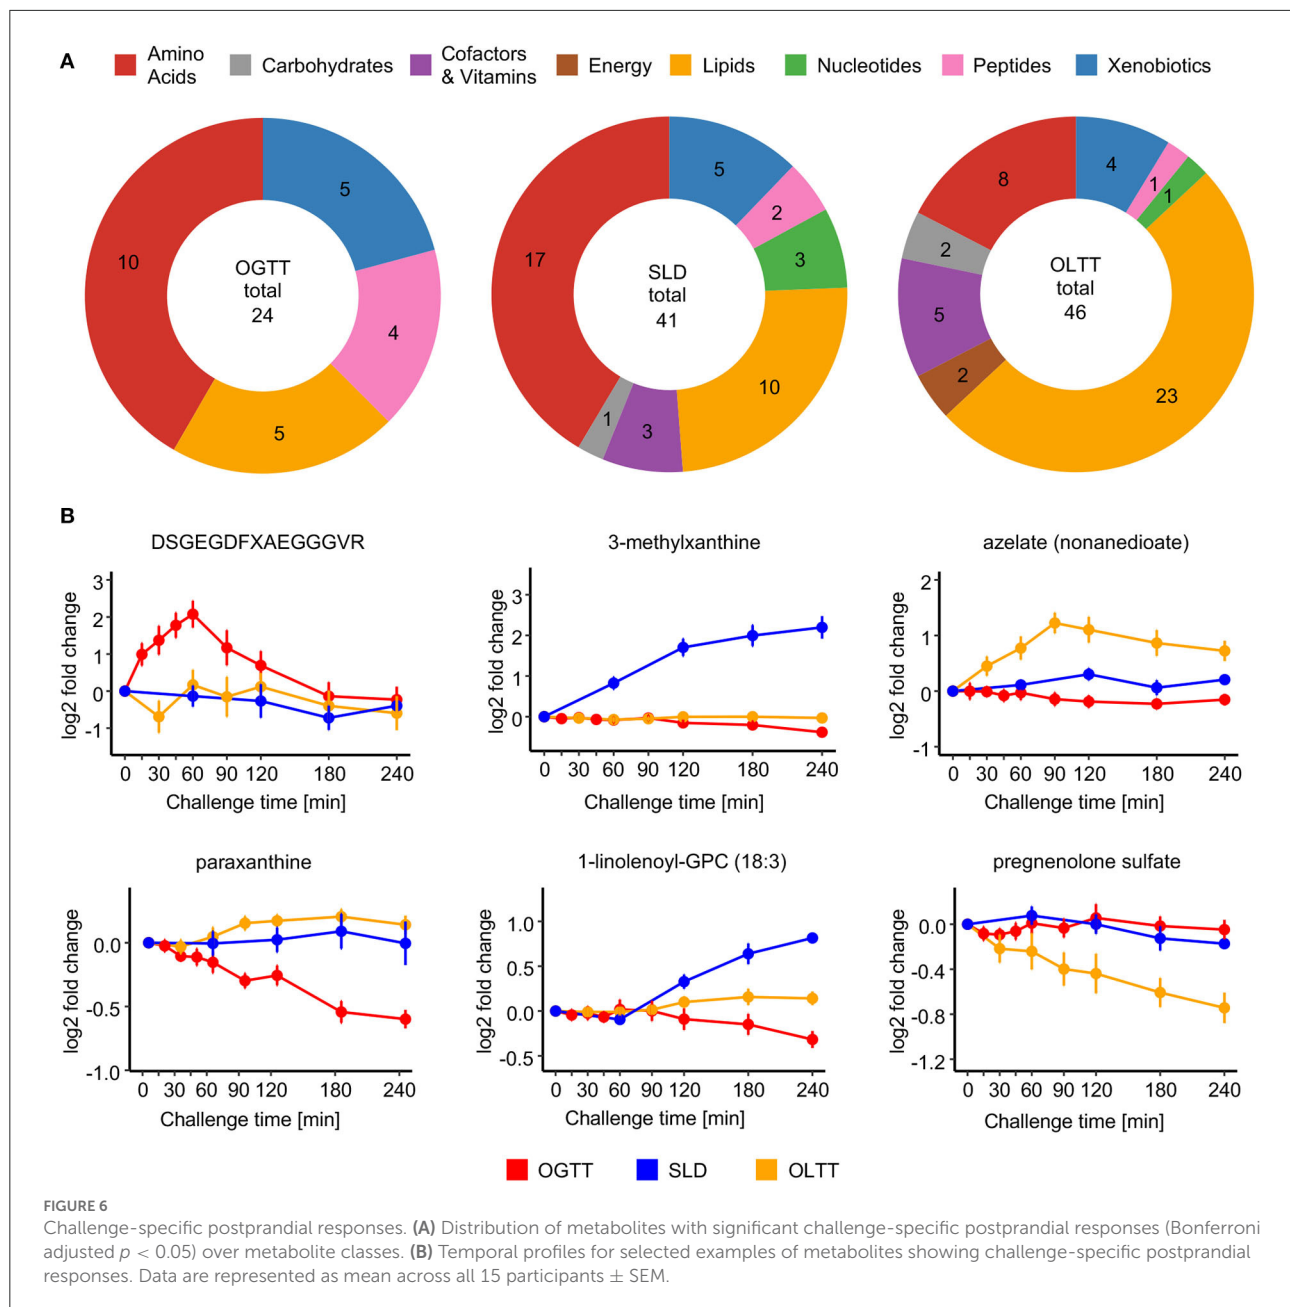 A
Amino
Acids
Carbohydrates
Cofactors
& Vitamins
Energy
Lipids
Nucleotides
Peptides
Xenobiotics
5
4
5
10
OGTT
total
24
5
2
3
10
3
1
17
SLD
total
41
4
1
1
23
2
5
2
8
OLTT
total
46
B
DSGEGDFXAEGGGVR
log2 fold change
3
2
1
0
-1
0 30 60 90 120 180 240
Challenge time [min]
3-methylxanthine
log2 fold change
3
2
1
0
0 30 60 90 120 180 240
Challenge time [min]
azelate (nonanedioate)
log2 fold change
2
1
0
-1
0 30 60 90 120 180 240
Challenge time [min]
paraxanthine
log2 fold change
0.0
-0.5
-1.0
0 30 60 90 120 180 240
Challenge time [min]
1-linolenoyl-GPC (18:3)
log2 fold change
1.0
0.5
0.0
-0.5
0 30 60 90 120 180 240
Challenge time [min]
pregnenolone sulfate
log2 fold change
0.0
-0.4
-0.8
-1.2
0 30 60 90 120 180 240
Challenge time [min]
OGTT SLD OLTT
FIGURE 6
Challenge-specific postprandial responses. (A) Distribution of metabolites with significant challenge-specific postprandial responses (Bonferroni
adjusted p < 0.05) over metabolite classes. (B) Temporal profiles for selected examples of metabolites showing challenge-specific postprandial
responses. Data are represented as mean across all 15 participants ± SEM.